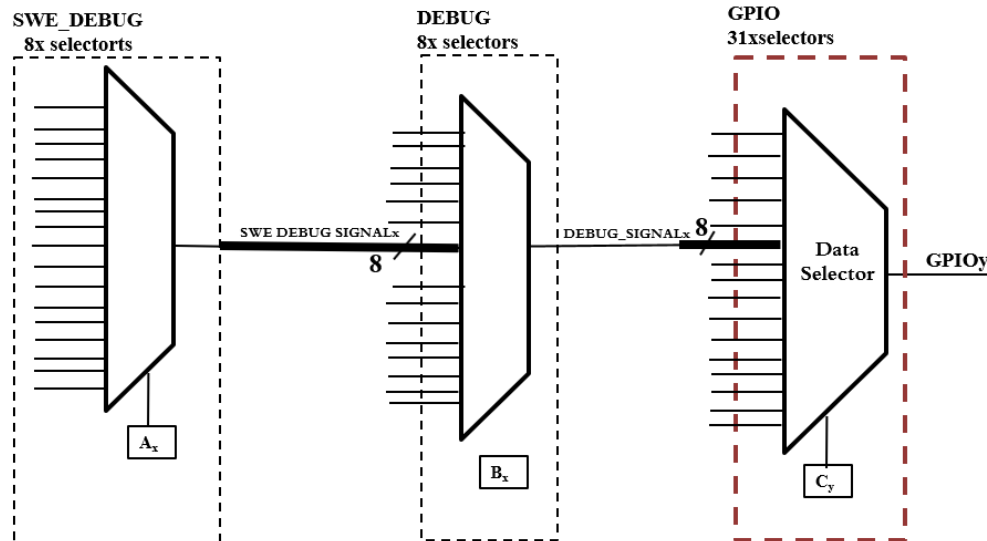 SWE_DEBUG
8x selectorts
DEBUG
8x selectors
GPIO
31xselectors
SWE DEBUG SIGNALx
8
DEBUG_SIGNALx
8
Data
Selector
GPIOy
Ax
Bx
Cy